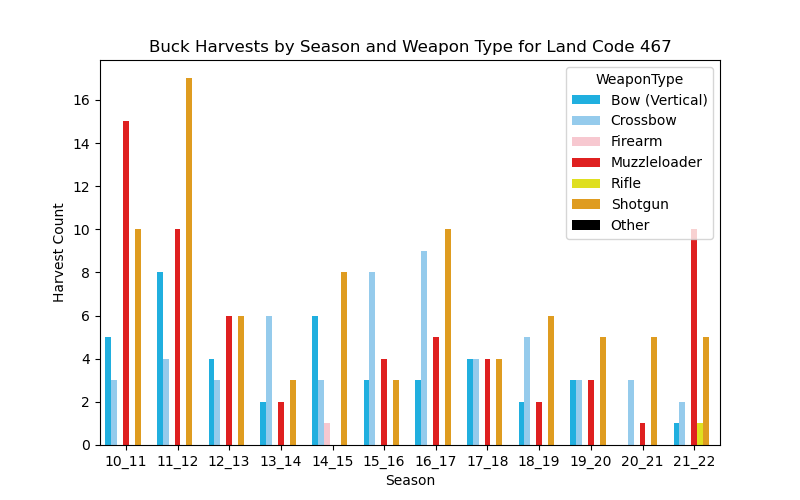 Buck Harvests by Season and Weapon Type for Land Code 467
WeaponType
Bow (Vertical)
Crossbow
Firearm
Muzzleloader
Rifle
Shotgun
Other
Harvest Count
16
14
12
10
8
6
4
2
0
10_11 11_12 12_13 13_14 14_15 15_16 16_17 17_18 18_19 19_20 20_21 21_22
Season